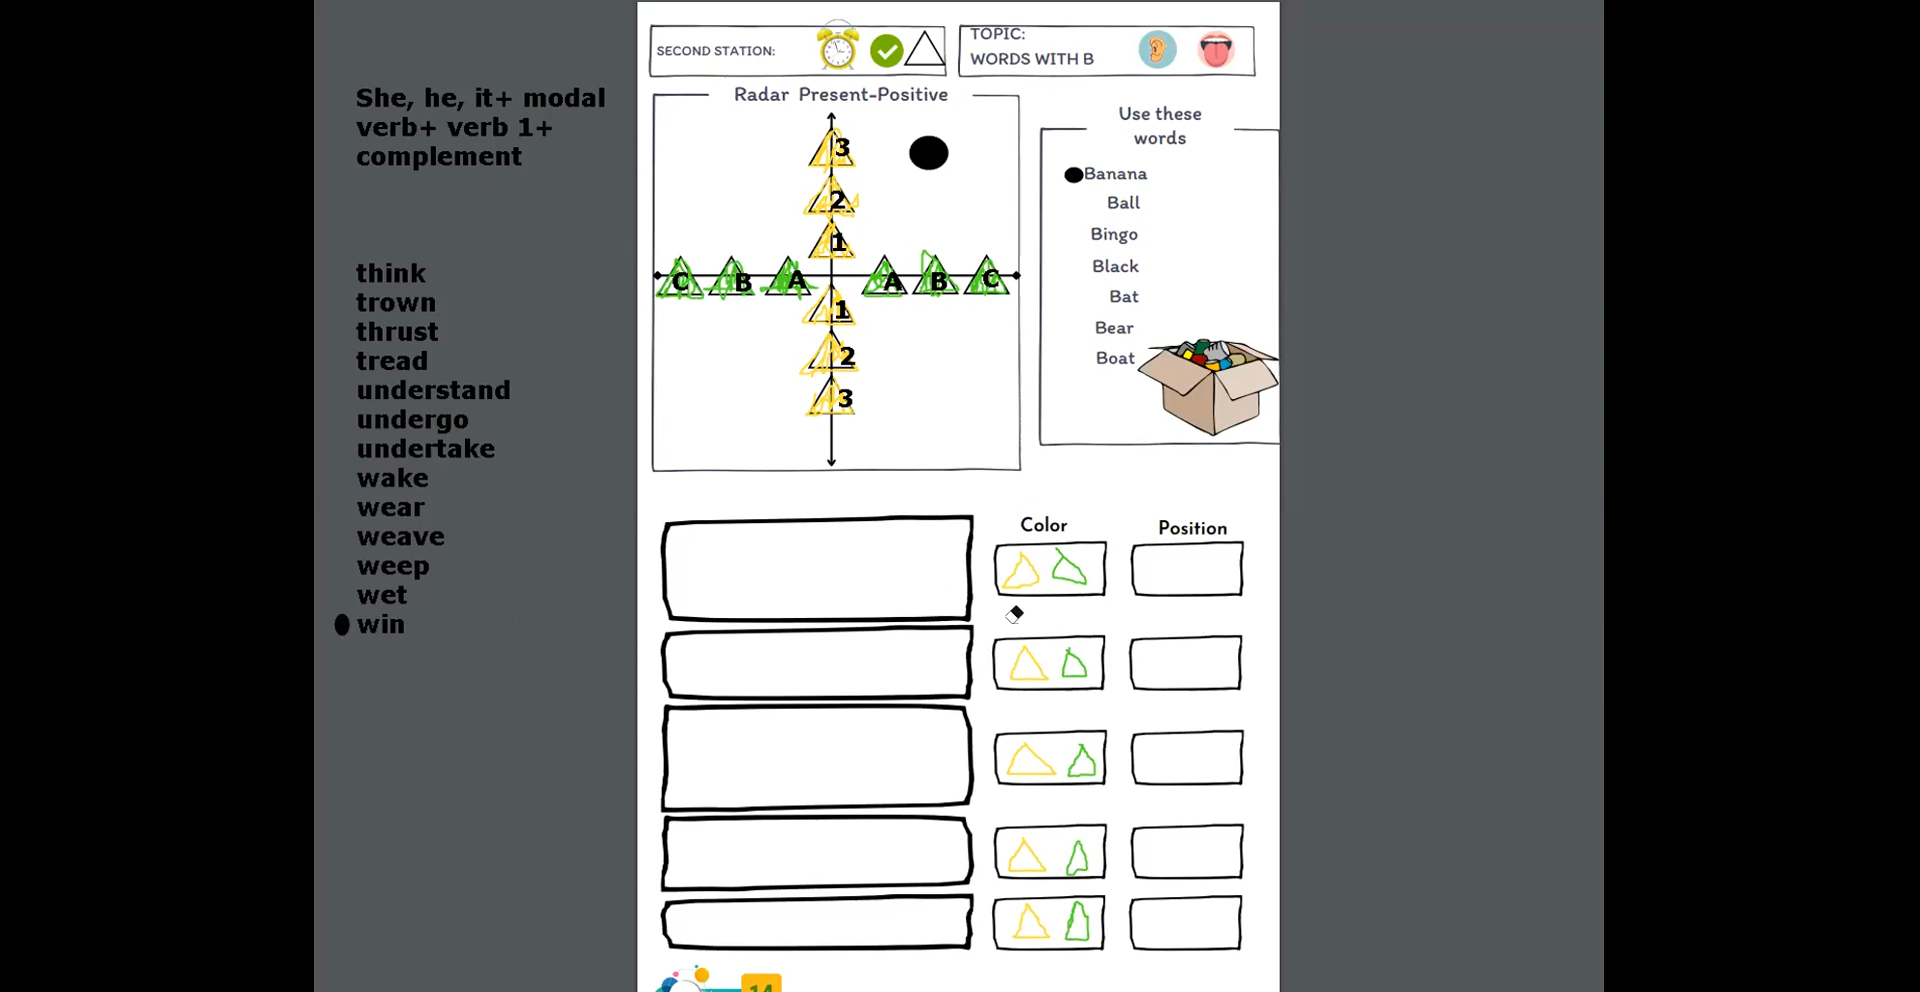 She, he, it+ modal
verb+ verb 1+
complement
think
trown
thrust
tread
understand
undergo
undertake
wake
wear
weave
weep
wet
win
SECOND STATION:
TOPIC:
WORDS WITH B
Radar Present-Positive
3
2
1
C B A A B C
1
2
3
Use these
words
Banana
Ball
Bingo
Black
Bat
Bear
Boat
Color
Position
14